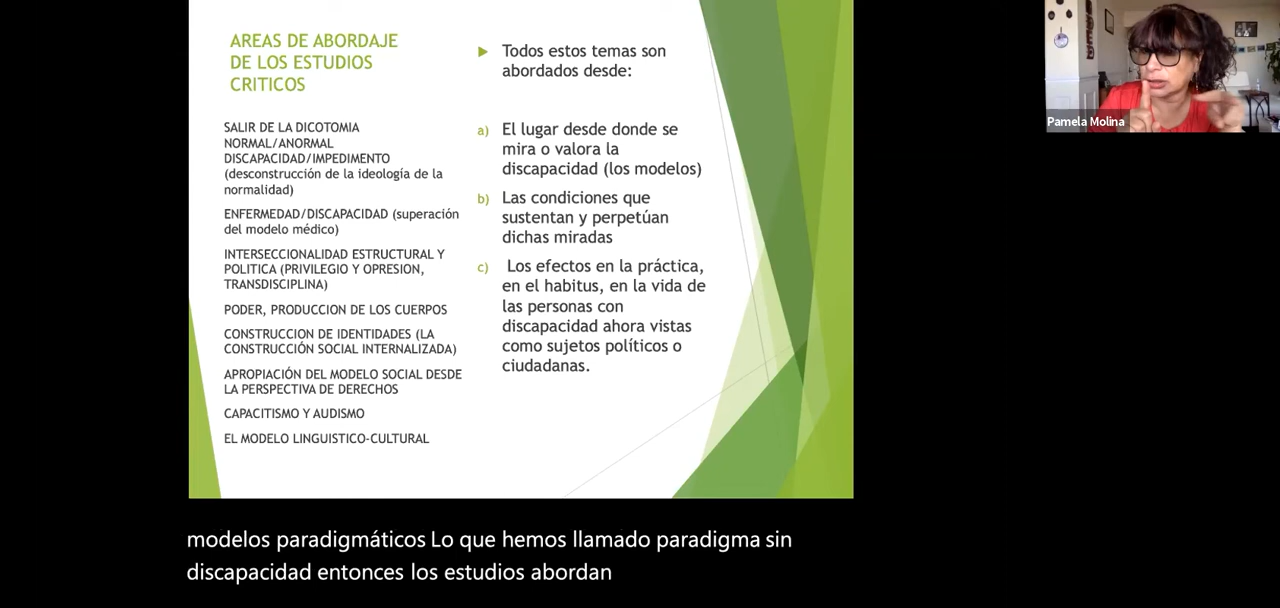 AREAS DE ABORDAJE
DE LOS ESTUDIOS
CRITICOS
SALIR DE LA DICOTOMIA
NORMAL/ANORMAL
DISCAPACIDAD/IMPEDIMENTO
(desconstrucción de la ideología de la
normalidad)
ENFERMEDAD/DISCAPACIDAD (superación
del modelo médico)
INTERSECCIONALIDAD ESTRUCTURAL Y
POLITICA (PRIVILEGIO Y OPRESION,
TRANSDISCIPLINA)
PODER, PRODUCCION DE LOS CUERPOS
CONSTRUCCION DE IDENTIDADES (LA
CONSTRUCCIÓN SOCIAL INTERNALIZADA)
APROPIACIÓN DEL MODELO SOCIAL DESDE
LA PERSPECTIVA DE DERECHOS
CAPACITISMO Y AUDISMO
EL MODELO LINGUISTICO-CULTURAL
Todos estos temas son
abordados desde:
a) El lugar desde donde se
mira o valora la
discapacidad (los modelos)
b) Las condiciones que
sustentan y perpetúan
dichas miradas
c) Los efectos en la práctica,
en el habitus, en la vida de
las personas con
discapacidad ahora vistas
como sujetos políticos o
ciudadanas.
Pamela Molina
modelos paradigmáticos Lo que hemos llamado paradigma sin
discapacidad entonces los estudios abordan